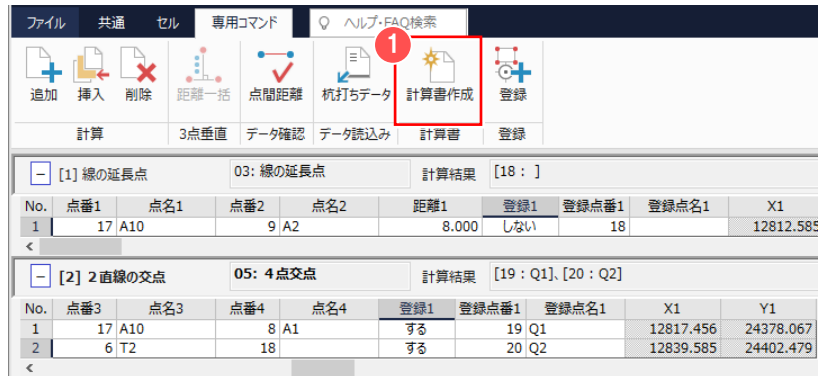 ファイル 共通 セル 専用コマンド ヘルプ・FAQ検索
1
追加 挿入 削除 距離一括 点間距離 杭打ちデータ 計算書作成 登録
計算 3点垂直 データ確認 データ読込み 計算書 登録
[1] 線の延長点 03: 線の延長点 計算結果 [18 : ]
No. 点番1 点名1 点番2 点名2 距離1 登録1 登録点番1 登録点名1 X1
1 17 A10 9 A2 8.000 しない 18 12812.585
[2] 2直線の交点 05: 4点交点 計算結果 [19 : Q1]、[20 : Q2]
No. 点番3 点名3 点番4 点名4 登録1 登録点番1 登録点名1 X1 Y1
1 17 A10 8 A1 する 19 Q1 12817.456 24378.067
2 6 T2 18 する 20 Q2 12839.585 24402.479